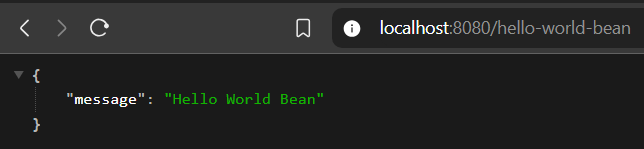 localhost:8080/hello-world-bean
{
"message": "Hello World Bean"
}